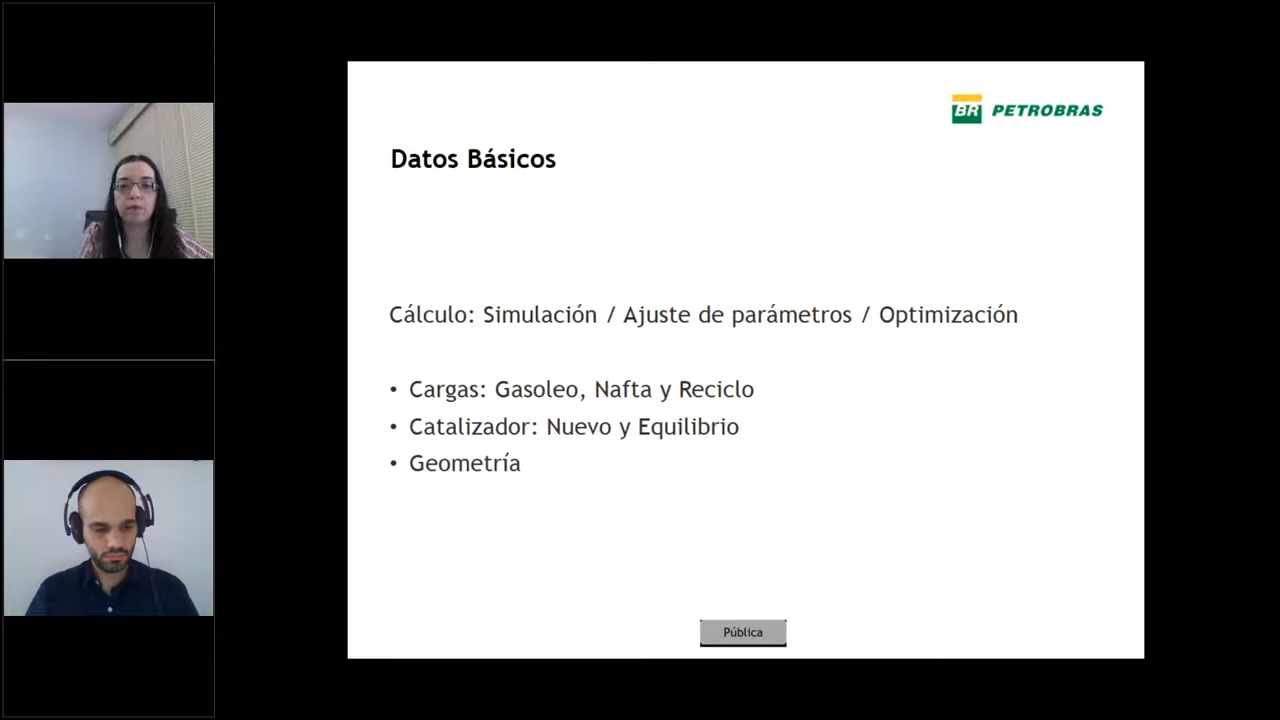 BR PETROBRAS
Datos Básicos
Cálculo: Simulación / Ajuste de parámetros / Optimización
• Cargas: Gasoleo, Nafta y Reciclo
• Catalizador: Nuevo y Equilibrio
• Geometría
Pública